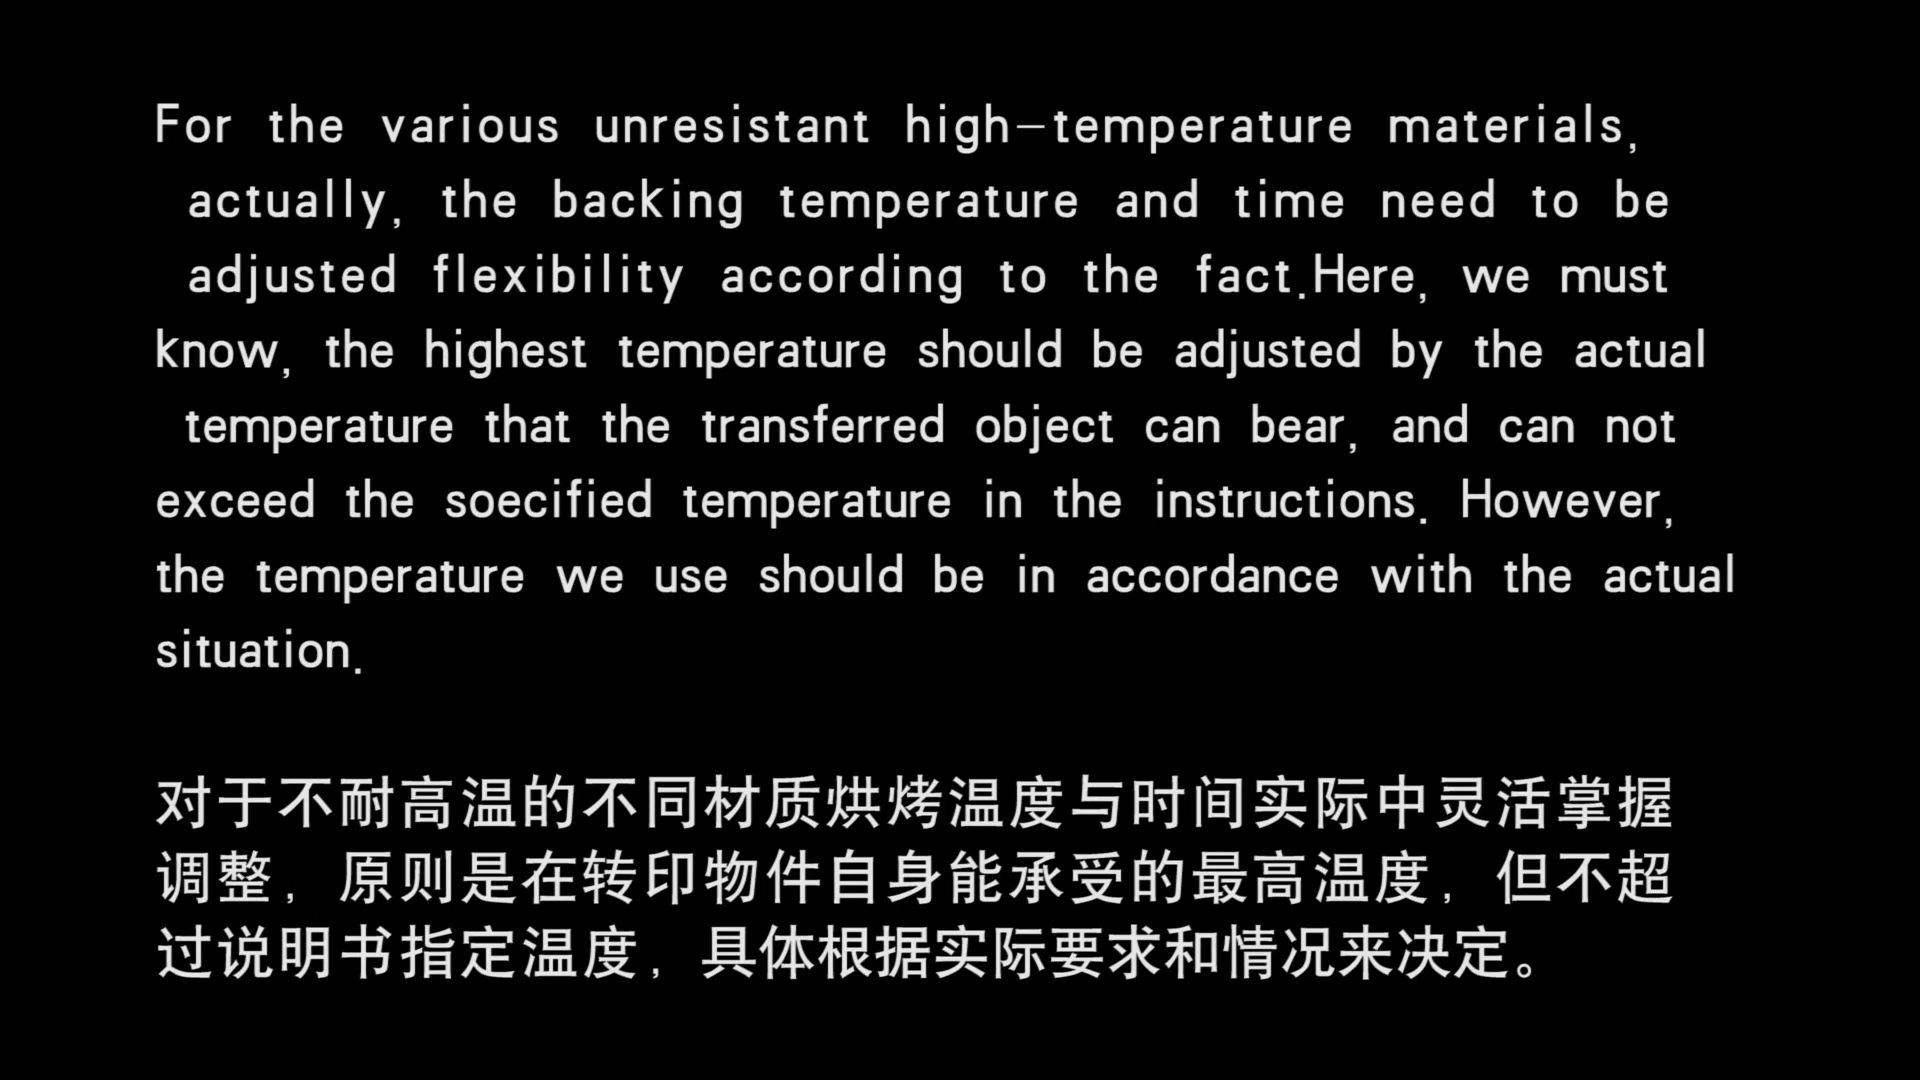 For the various unresistant high-temperature materials,
actually, the backing temperature and time need to be
adjusted flexibility according to the fact.Here, we must
know, the highest temperature should be adjusted by the actual
temperature that the transferred object can bear, and can not
exceed the soecified temperature in the instructions. However,
the temperature we use should be in accordance with the actual
situation.
对于不耐高温的不同材质烘烤温度与时间实际中灵活掌握
调整，原则是在转印物件自身能承受的最高温度，但不超
过说明书指定温度，具体根据实际要求和情况来决定。